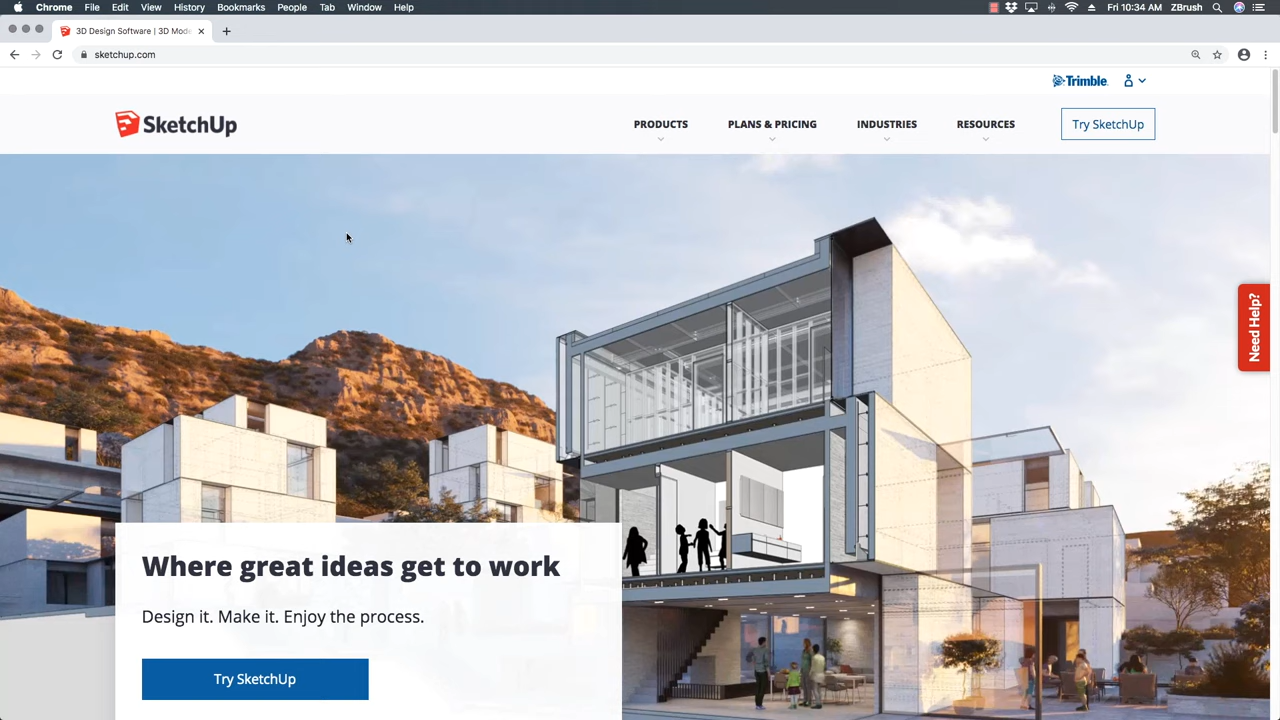 Chrome File Edit View History Bookmarks People Tab Window Help Fri 10:34 AM ZBrush
3D Design Software | 3D Mode
sketchup.com
Trimble
SketchUp PRODUCTS PLANS & PRICING INDUSTRIES RESOURCES Try SketchUp
Need Help?
Where great ideas get to work
Design it. Make it. Enjoy the process.
Try SketchUp